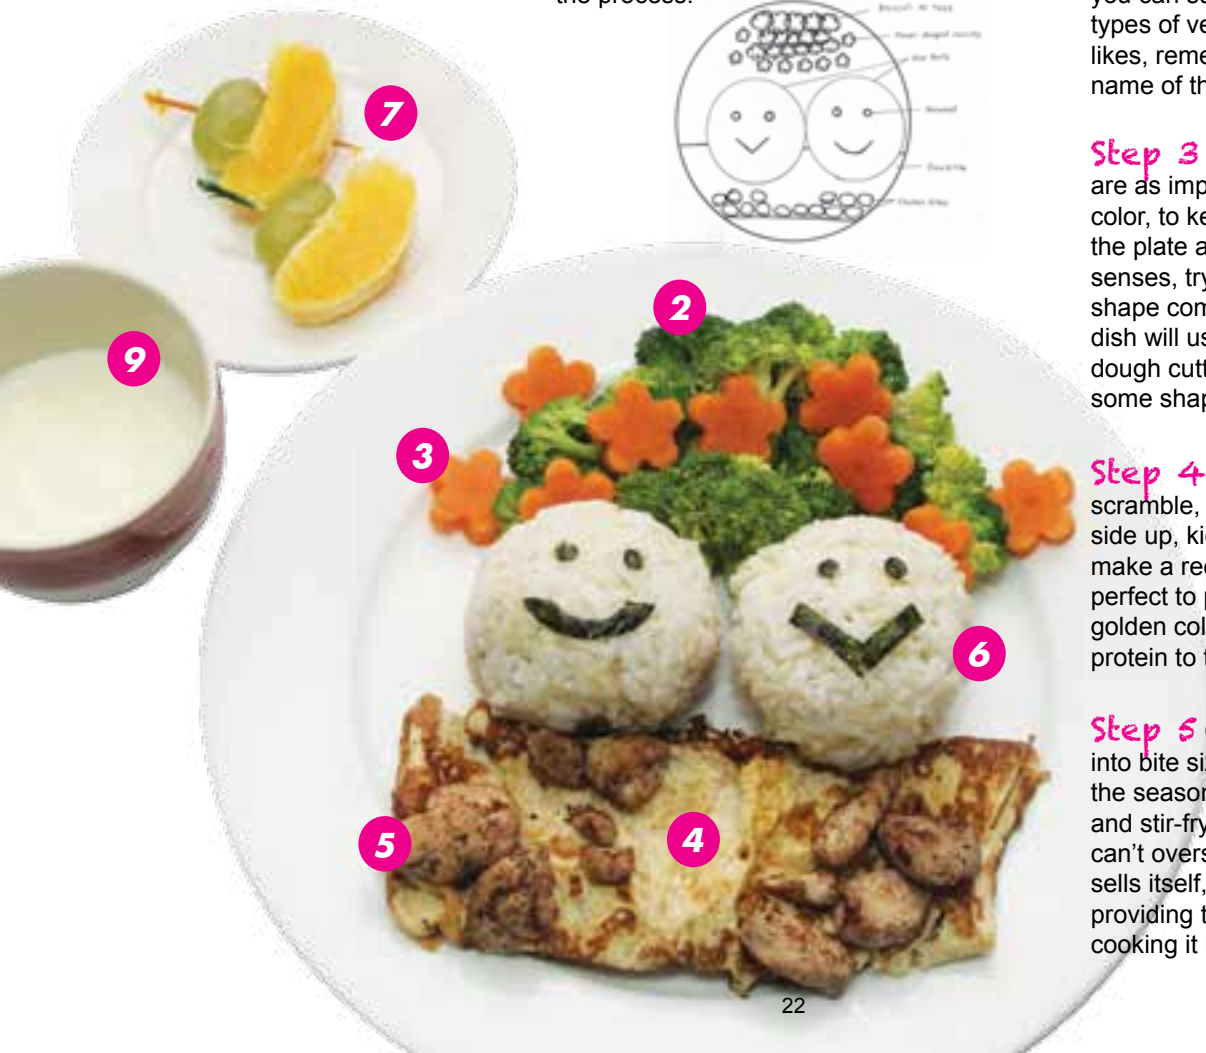 the process.
you can se
types of ve
likes, reme
name of th
Step 3
are as imp
color, to ke
the plate a
senses, try
shape com
dish will us
dough cutt
some shap
Step 4
scramble,
side up, kid
make a rec
perfect to p
golden col
protein to t
Step 5
into bite siz
the season
and stir-fry
can’t overs
sells itself,
providing t
cooking it
7
2
9
3
6
5
4
22